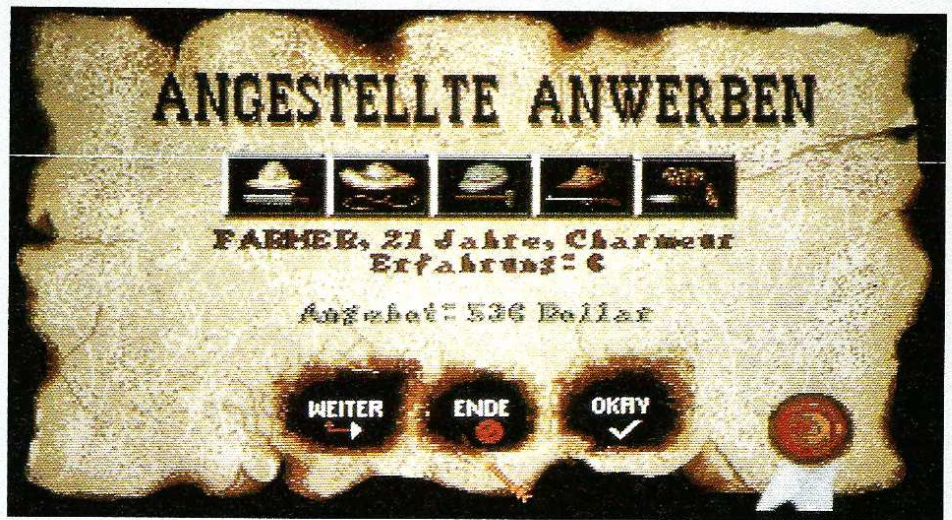 ANGESTELLTE ANWERBEN
FARMER, 21 Jahre, Charmeur
Erfahrung: 6
Angebot: 536 Dollar
WEITER
ENDE
OKAY